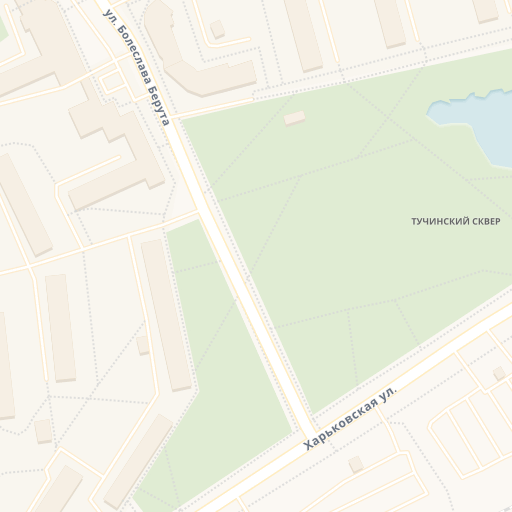 ул. Болеслава Берута
ТУЧИНСКИЙ СКВЕР
Харьковская ул.